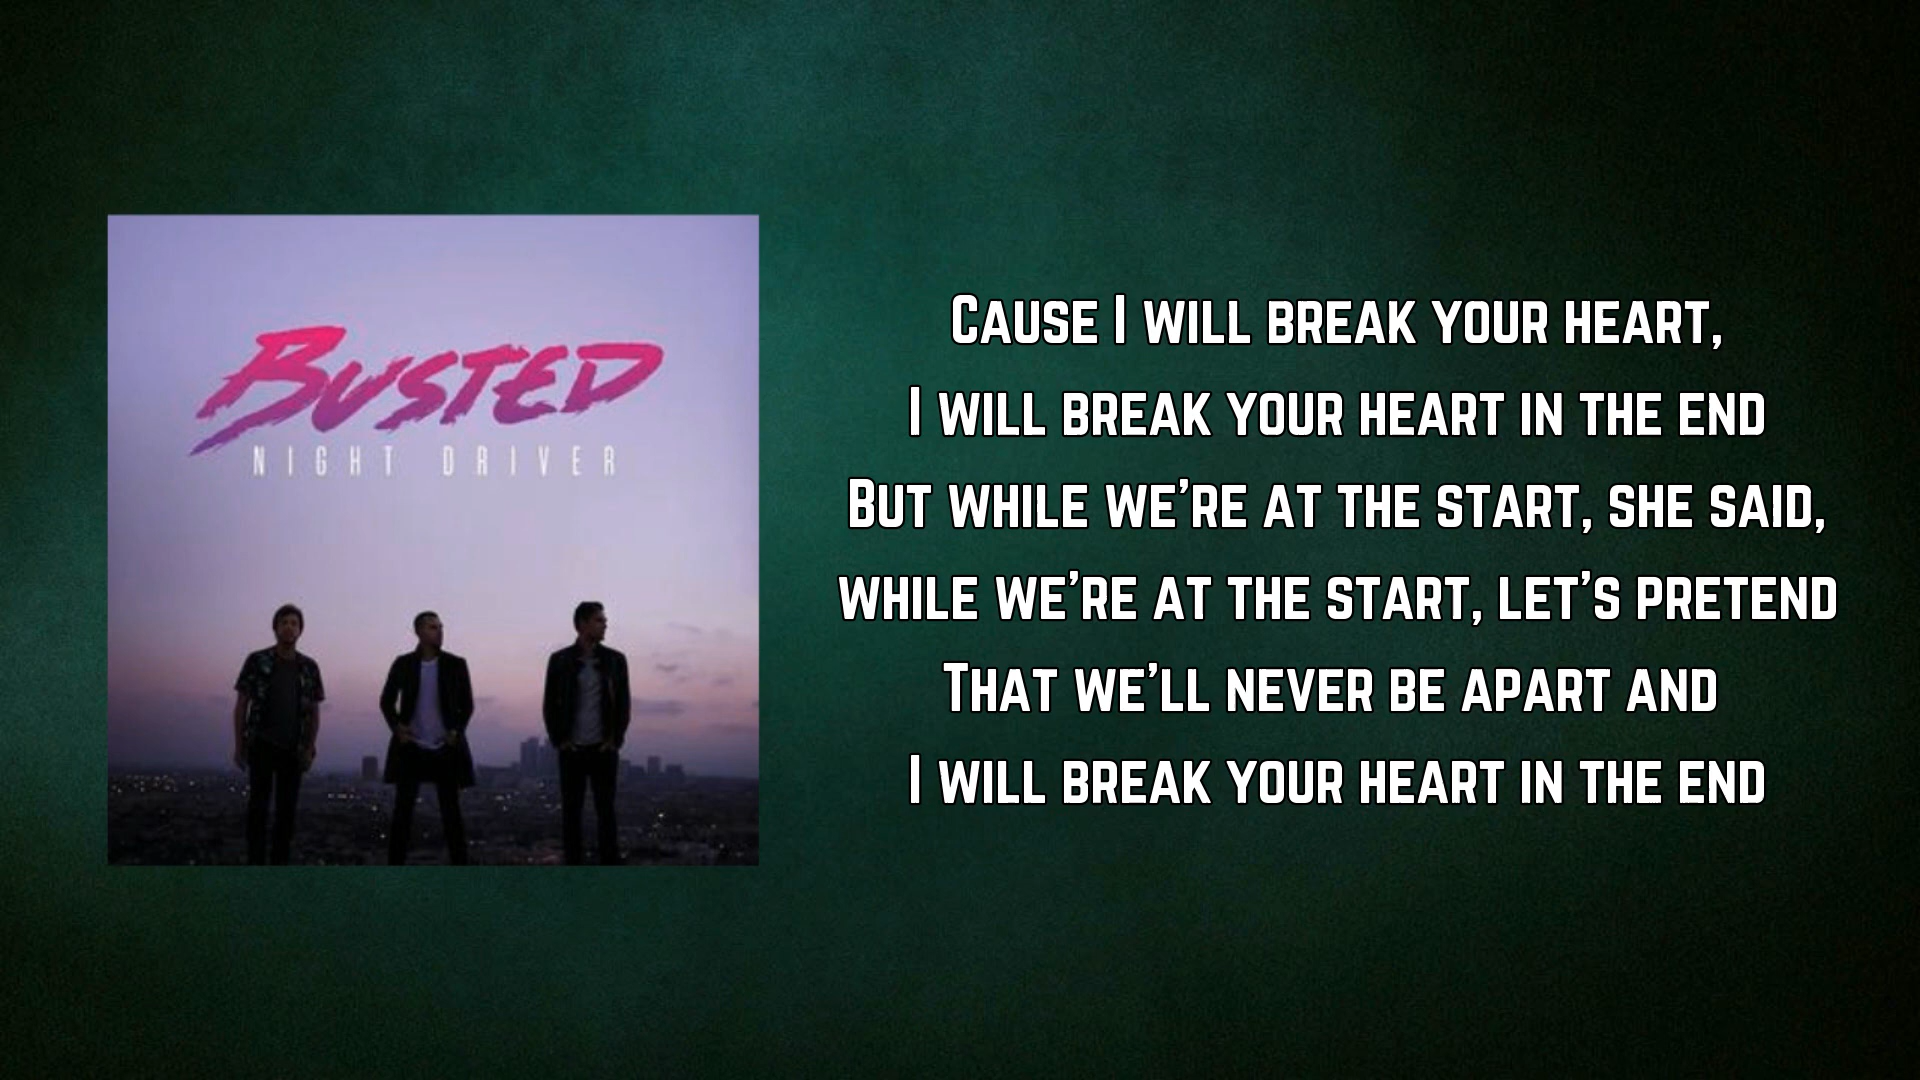 BUSTED
NIGHT DRIVER
CAUSE I WILL BREAK YOUR HEART,
I WILL BREAK YOUR HEART IN THE END
BUT WHILE WE'RE AT THE START, SHE SAID,
WHILE WE'RE AT THE START, LET'S PRETEND
THAT WE'LL NEVER BE APART AND
I WILL BREAK YOUR HEART IN THE END